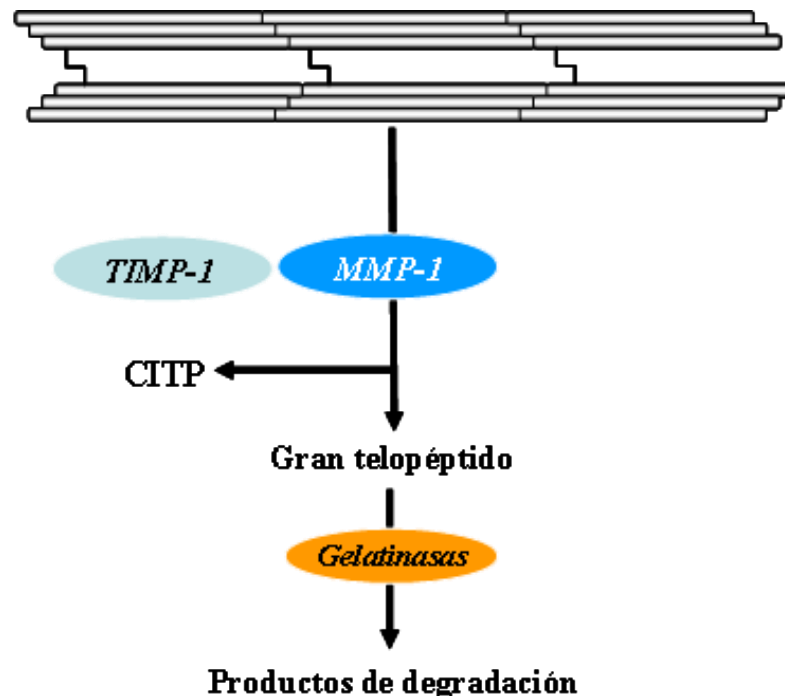 TIMP-1 MMP-1
CITP
Gran telopéptido
Gelatinasas
Productos de degradación